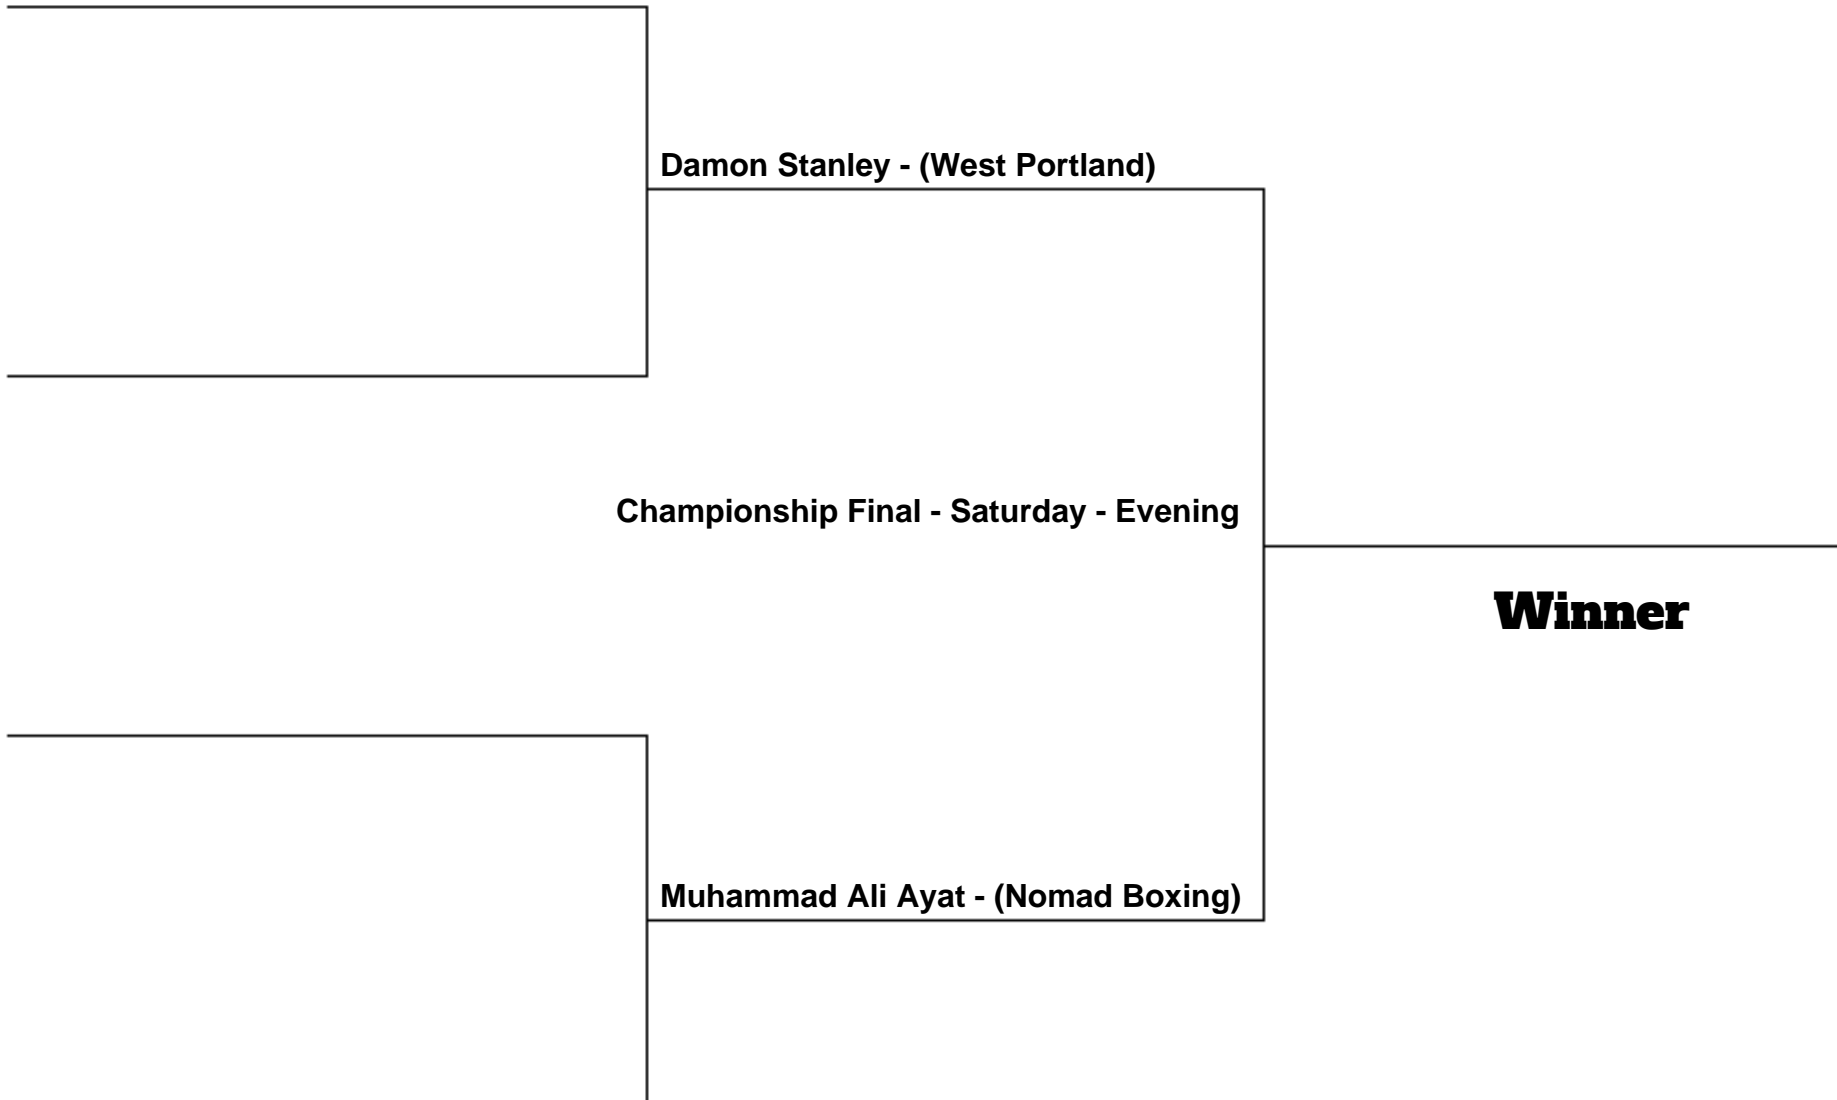 Damon Stanley - (West Portland)
Championship Final - Saturday - Evening
Winner
Muhammad Ali Ayat - (Nomad Boxing)